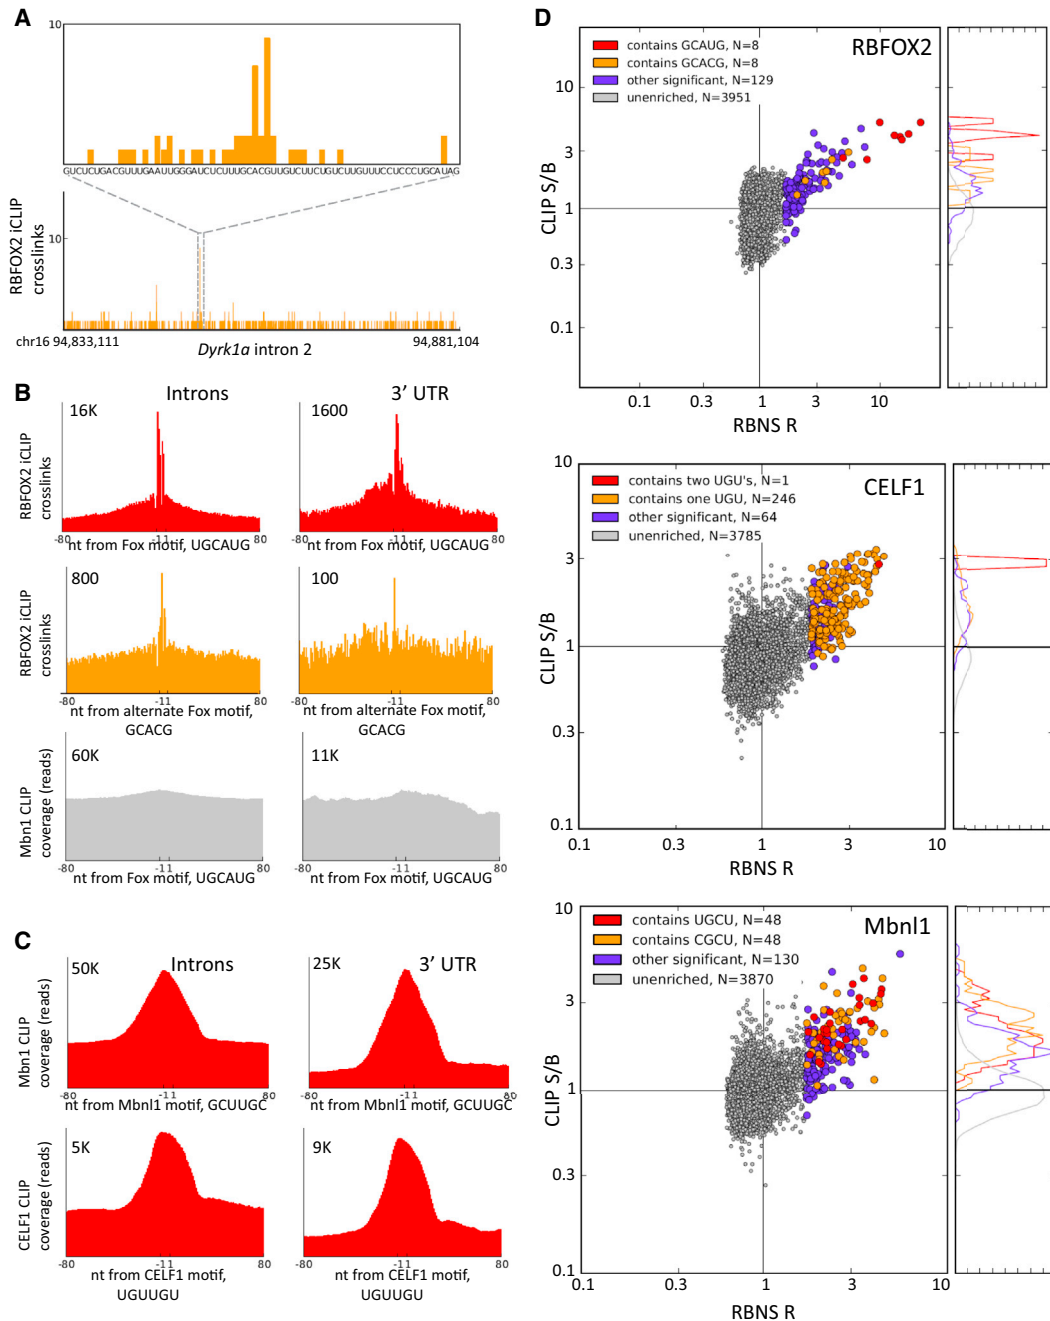 A
10
GUCUCUGACGUUUGAAUUGGGAUCUCUUUGCACGUUGUCUUCUGUCUUGUUUCCUCCCUGCAUAG
10
RBFOX2 iCLIP
crosslinks
chr16 94,833,111
Dyrk1a intron 2
94,881,104
B
Introns
3' UTR
16K
1600
RBFOX2 iCLIP
crosslinks
-80
-11
80
-80
-11
80
nt from Fox motif, UGCAUG
nt from Fox motif, UGCAUG
800
100
RBFOX2 iCLIP
crosslinks
-80
-11
80
-80
-11
80
nt from alternate Fox motif,
GCACG
nt from alternate Fox motif,
GCACG
60K
11K
Mbn1 CLIP
coverage (reads)
-80
-11
80
-80
-11
80
nt from Fox motif, UGCAUG
nt from Fox motif, UGCAUG
C
Introns
3' UTR
50K
25K
Mbn1 CLIP
coverage (reads)
-80
-11
80
-80
-11
80
nt from Mbnl1 motif, GCUUGC
nt from Mbnl1 motif, GCUUGC
5K
9K
CELF1 CLIP
coverage (reads)
-80
-11
80
-80
-11
80
nt from CELF1 motif,
UGUUGU
nt from CELF1 motif,
UGUUGU
D
RBFOX2
contains GCAUG, N=8
contains GCACG, N=8
other significant, N=129
unenriched, N=3951
CLIP S/B
10
3
1
0.3
0.1
0.1
0.3
1
3
10
RBNS R
CELF1
contains two UGU's, N=1
contains one UGU, N=246
other significant, N=64
unenriched, N=3785
CLIP S/B
10
3
1
0.3
0.1
0.1
0.3
1
3
10
RBNS R
Mbnl1
contains UGCU, N=48
contains CGCU, N=48
other significant, N=130
unenriched, N=3870
CLIP S/B
10
3
1
0.3
0.1
0.1
0.3
1
3
10
RBNS R